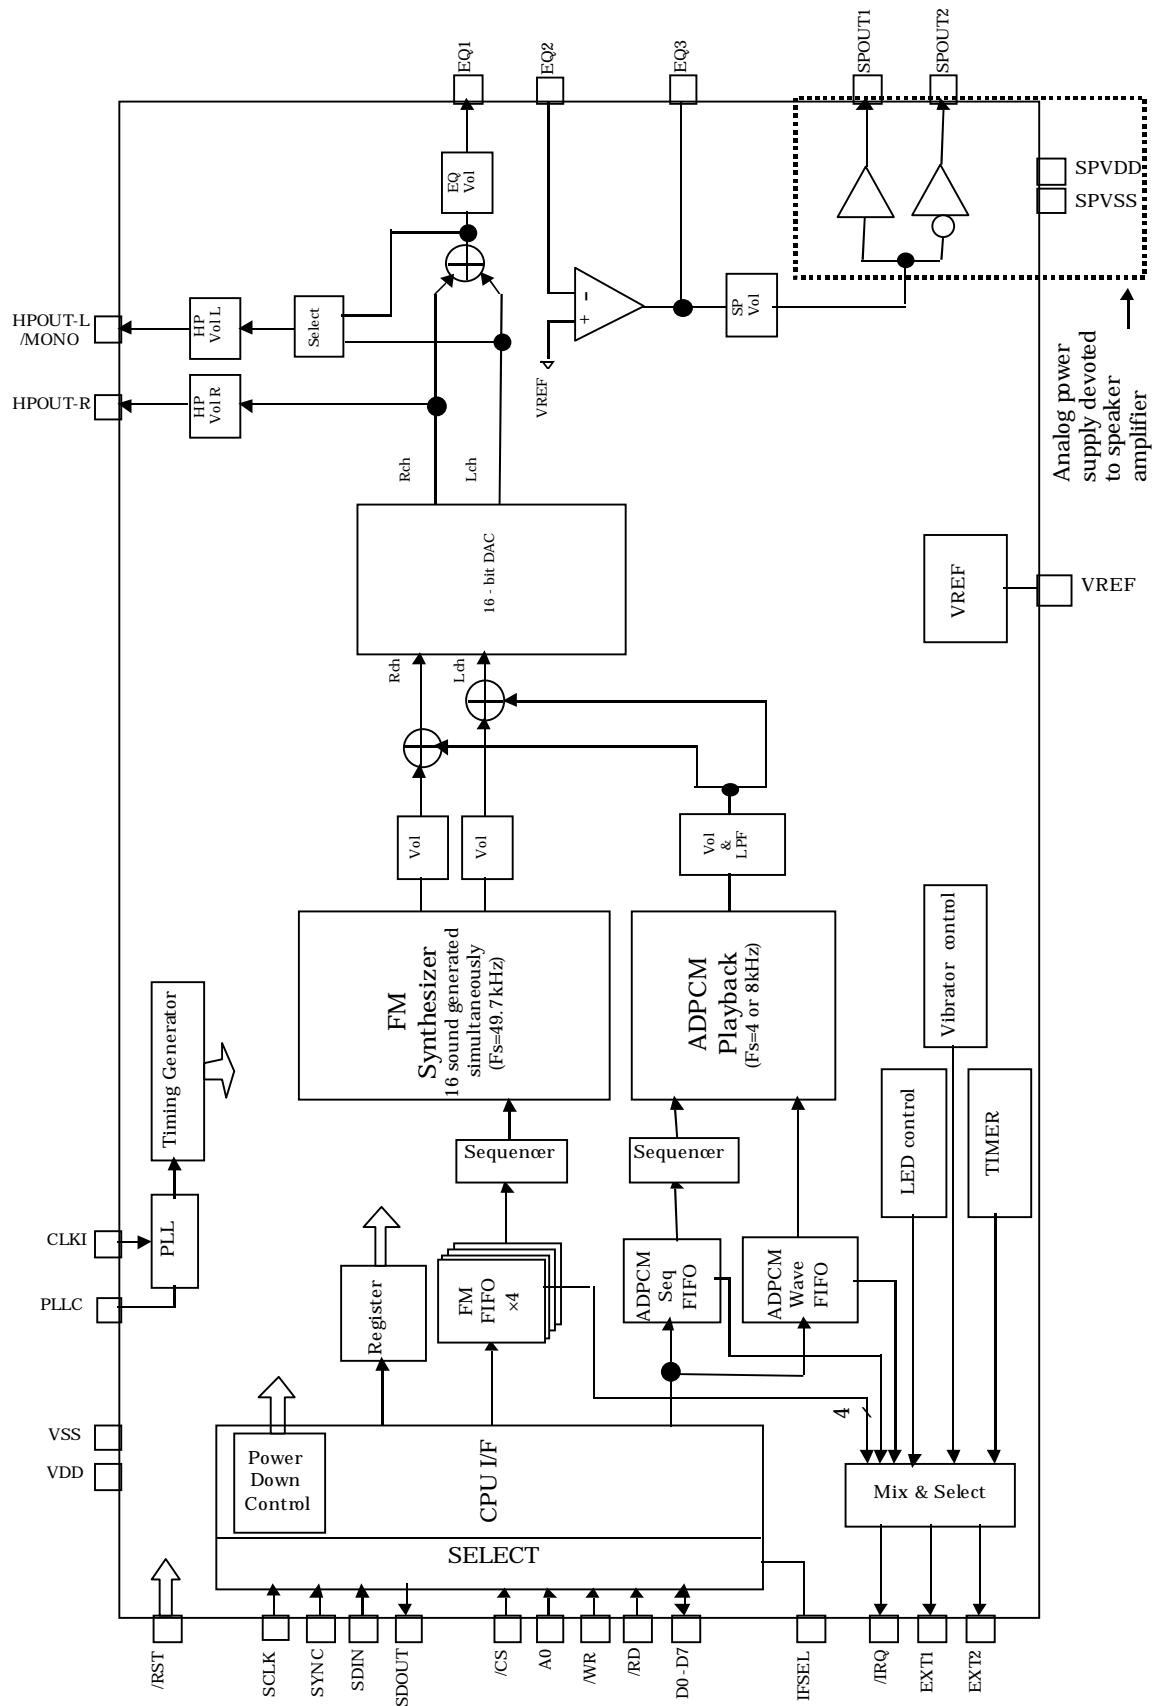 EQ1
EQ2
EQ3
SPOUT1
SPOUT2
EQ
Vol
SPVDD
SPVSS
HPOUT-L
/MONO
HP
Vol L
Select
-
+
SP
Vol
VREF
HPOUT-R
HP
Vol R
Analog power
supply devoted
to speaker
amplifier
Rch
Lch
16 - bit DAC
VREF
VREF
Rch
Lch
Vol
Vol
Vol
&
LPF
Timing Generator
FM
Synthesizer
16 sound generated
simultaneously
(Fs=49.7kHz)
ADPCM
Playback
(Fs=4 or 8kHz)
Vibrator control
LED control
TIMER
Sequencer
Sequencer
CLKI
PLL
PLLC
Register
FM
FIFO
×4
ADPCM
Seq
FIFO
ADPCM
Wave
FIFO
4
VSS
VDD
Power
Down
Control
CPU I/F
Mix & Select
SELECT
/RST
SCLK
SYNC
SDIN
SDOUT
/CS
A0
/WR
/RD
D0-D7
IFSEL
/IRQ
EXT1
EXT2